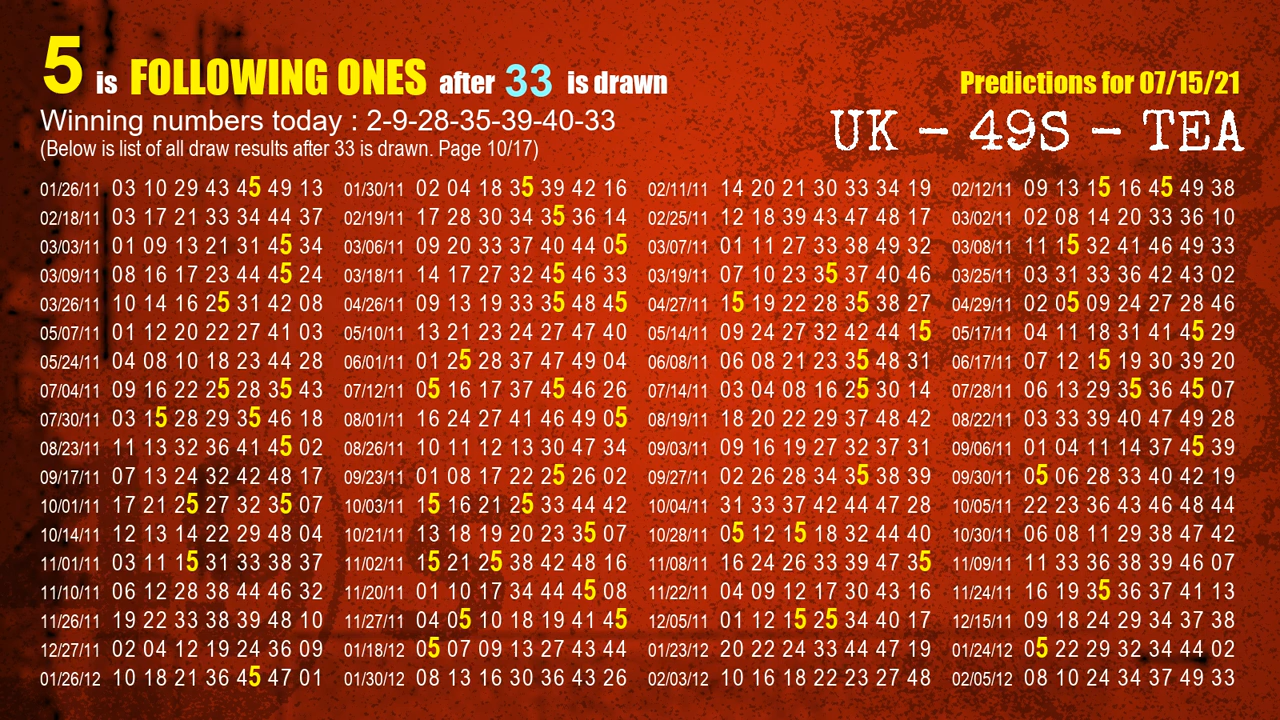 5 is FOLLOWING ONES after 33 is drawn
Predictions for 07/15/21
Winning numbers today : 2-9-28-35-39-40-33
UK - 49S - TEA
(Below is list of all draw results after 33 is drawn. Page 10/17)
01/26/11 03 10 29 43 45 49 13 01/30/11 02 04 18 35 39 42 16 02/11/11 14 20 21 30 33 34 19 02/12/11 09 13 15 16 45 49 38
02/18/11 03 17 21 33 34 44 37 02/19/11 17 28 30 34 35 36 14 02/25/11 12 18 39 43 47 48 17 03/02/11 02 08 14 20 33 36 10
03/03/11 01 09 13 21 31 45 34 03/06/11 09 20 33 37 40 44 05 03/07/11 01 11 27 33 38 49 32 03/08/11 11 15 32 41 46 49 33
03/09/11 08 16 17 23 44 45 24 03/18/11 14 17 27 32 45 46 33 03/19/11 07 10 23 35 37 40 46 03/25/11 03 31 33 36 42 43 02
03/26/11 10 14 16 25 31 42 08 04/26/11 09 13 19 33 35 48 45 04/27/11 15 19 22 28 35 38 27 04/29/11 02 05 09 24 27 28 46
05/07/11 01 12 20 22 27 41 03 05/10/11 13 21 23 24 27 47 40 05/14/11 09 24 27 32 42 44 15 05/17/11 04 11 18 31 41 45 29
05/24/11 04 08 10 18 23 44 28 06/01/11 01 25 28 37 47 49 04 06/08/11 06 08 21 23 35 48 31 06/17/11 07 12 15 19 30 39 20
07/04/11 09 16 22 25 28 35 43 07/12/11 05 16 17 37 45 46 26 07/14/11 03 04 08 16 25 30 14 07/28/11 06 13 29 35 36 45 07
07/30/11 03 15 28 29 35 46 18 08/01/11 16 24 27 41 46 49 05 08/19/11 18 20 22 29 37 48 42 08/22/11 03 33 39 40 47 49 28
08/23/11 11 13 32 36 41 45 02 08/26/11 10 11 12 13 30 47 34 09/03/11 09 16 19 27 32 37 31 09/06/11 01 04 11 14 37 45 39
09/17/11 07 13 24 32 42 48 17 09/23/11 01 08 17 22 25 26 02 09/27/11 02 26 28 34 35 38 39 09/30/11 05 06 28 33 40 42 19
10/01/11 17 21 25 27 32 35 07 10/03/11 15 16 21 25 33 44 42 10/04/11 31 33 37 42 44 47 28 10/05/11 22 23 36 43 46 48 44
10/14/11 12 13 14 22 29 48 04 10/21/11 13 18 19 20 23 35 07 10/28/11 05 12 15 18 32 44 40 10/30/11 06 08 11 29 38 47 42
11/01/11 03 11 15 31 33 38 37 11/02/11 15 21 25 38 42 48 16 11/08/11 16 24 26 33 39 47 35 11/09/11 11 33 36 38 39 46 07
11/10/11 06 12 28 38 44 46 32 11/20/11 01 10 17 34 44 45 08 11/22/11 04 09 12 17 30 43 16 11/24/11 16 19 35 36 37 41 13
11/26/11 19 22 33 38 39 48 10 11/27/11 04 05 10 18 19 41 45 12/05/11 01 12 15 25 34 40 17 12/15/11 09 18 24 29 34 37 38
12/27/11 02 04 12 19 24 36 09 01/18/12 05 07 09 13 27 43 44 01/23/12 20 22 24 33 44 47 19 01/24/12 05 22 29 32 34 44 02
01/26/12 10 18 21 36 45 47 01 01/30/12 08 13 16 30 36 43 26 02/03/12 10 16 18 22 23 27 48 02/05/12 08 10 24 34 37 49 33